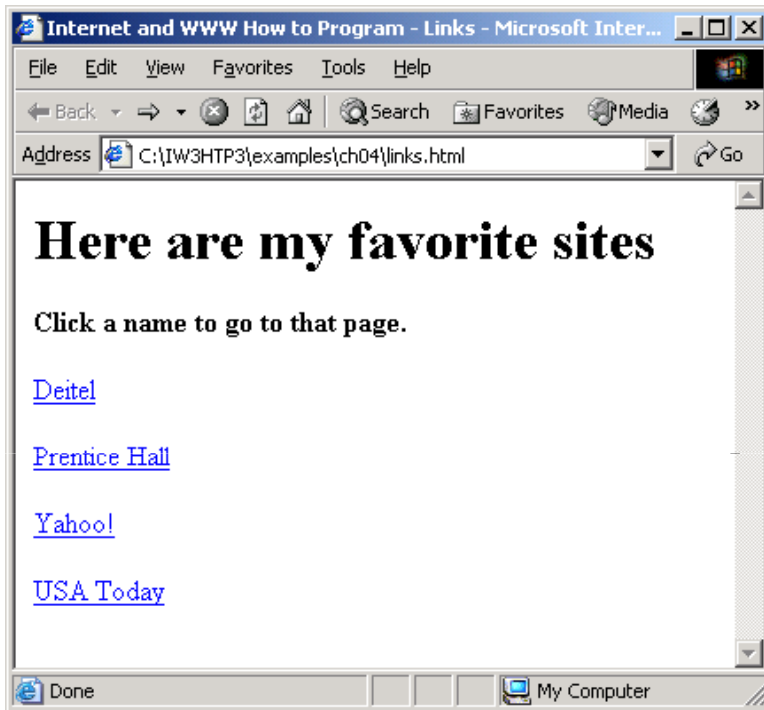 Internet and WWW How to Program - Links - Microsoft Inter...
File Edit View Favorites Tools Help
Back Search Favorites Media »
Address C:\IW3HTP3\examples\ch04\links.html Go
Here are my favorite sites
Click a name to go to that page.
Deitel
Prentice Hall
Yahoo!
USA Today
Done My Computer